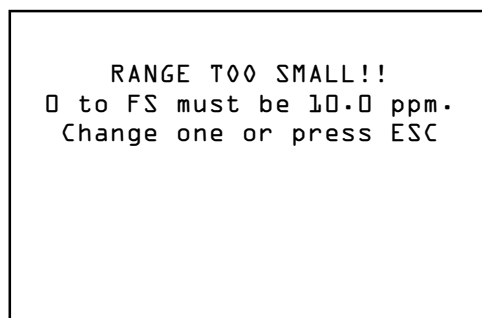 RANGE TOO SMALL!!
0 to FS must be 10.0 ppm.
Change one or press ESC